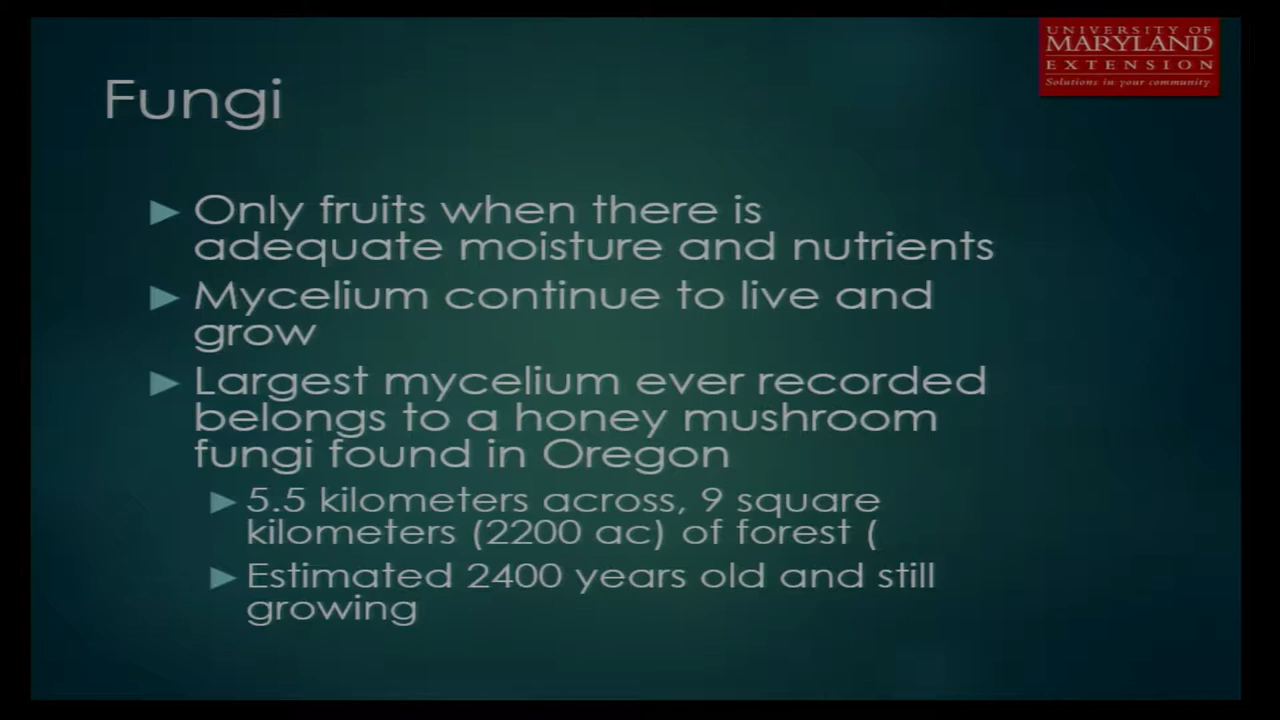 UNIVERSITY OF
MARYLAND
EXTENSION
Solutions in your community
Fungi
Only fruits when there is
adequate moisture and nutrients
Mycelium continue to live and
grow
Largest mycelium ever recorded
belongs to a honey mushroom
fungi found in Oregon
5.5 kilometers across, 9 square
kilometers (2200 ac) of forest (
Estimated 2400 years old and still
growing